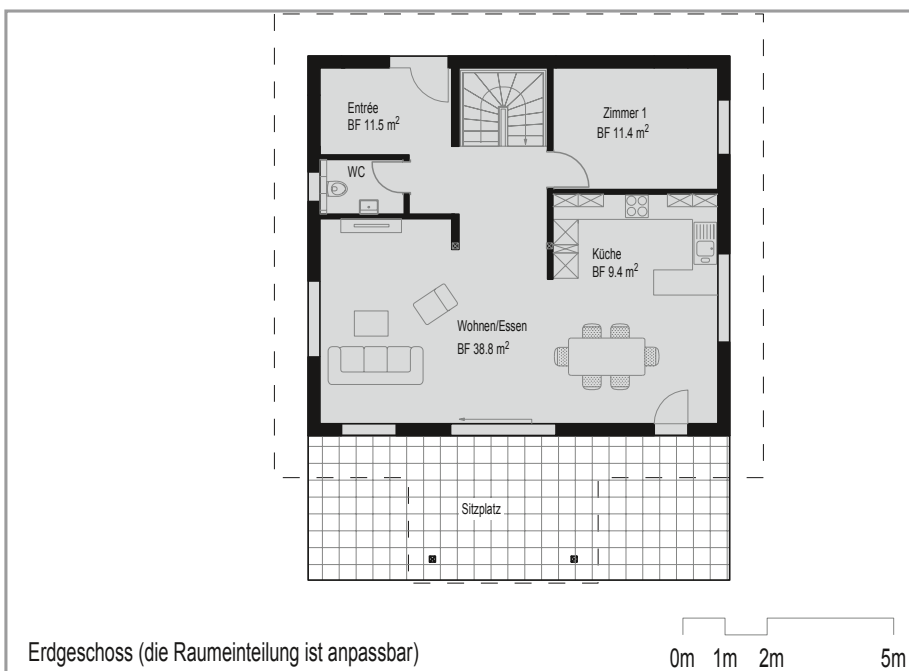 Entrée
BF 11.5 m²
Zimmer 1
BF 11.4 m²
WC
Küche
BF 9.4 m²
Wohnen/Essen
BF 38.8 m²
Sitzplatz
Erdgeschoss (die Raumeinteilung ist anpassbar)
0m 1m 2m 5m